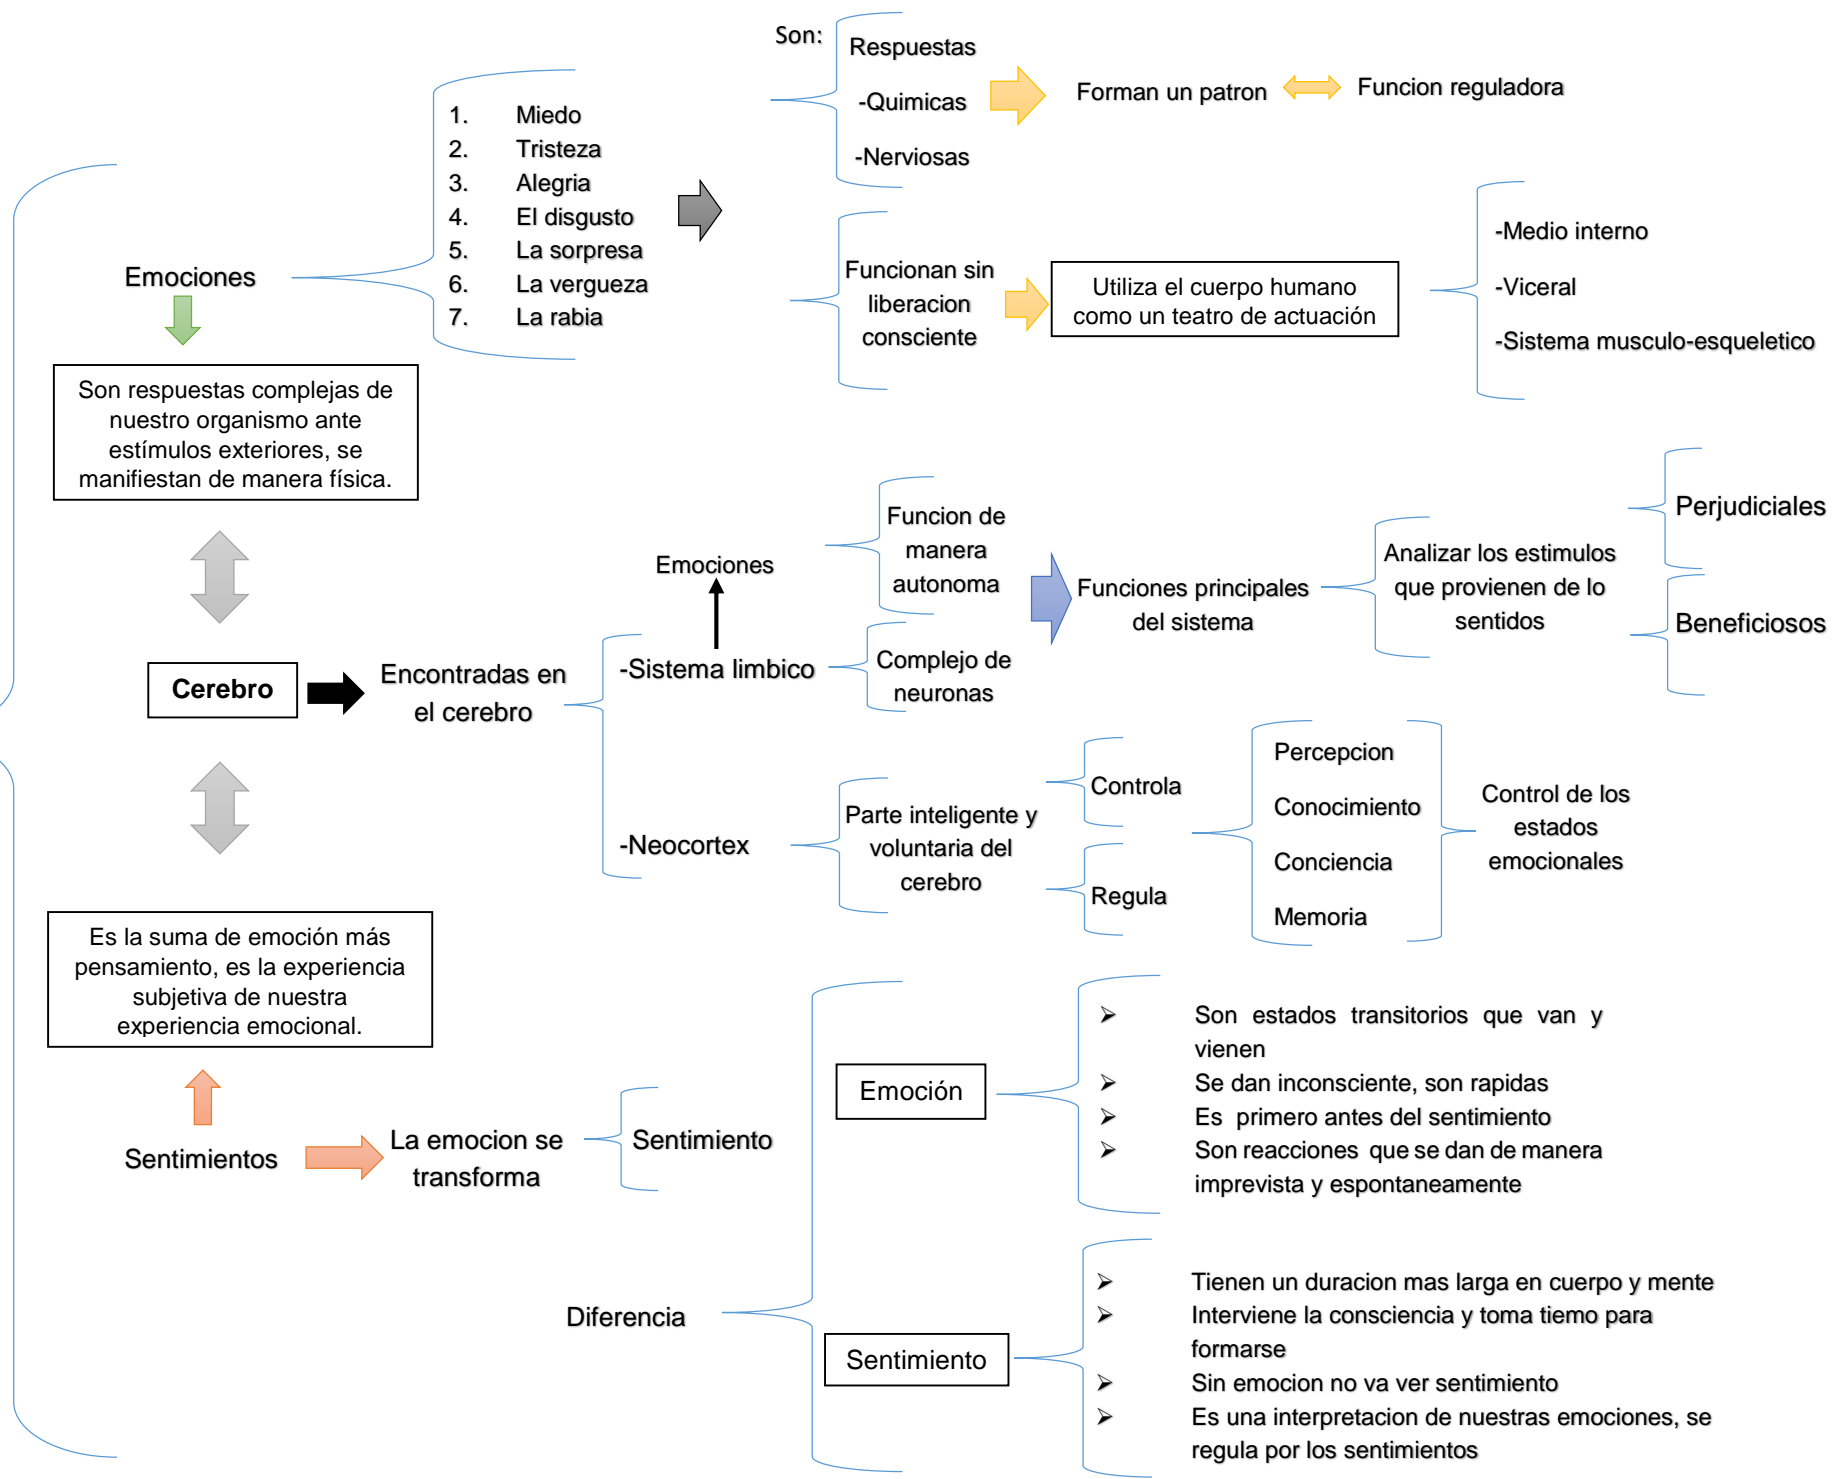 Son:
Respuestas
-Quimicas
-Nerviosas
Forman un patron
Funcion reguladora
1. Miedo
2. Tristeza
3. Alegria
4. El disgusto
5. La sorpresa
6. La vergueza
7. La rabia
Emociones
Funcionan sin
liberacion
consciente
Utiliza el cuerpo humano
como un teatro de actuación
-Medio interno
-Viceral
-Sistema musculo-esqueletico
Son respuestas complejas de
nuestro organismo ante
estímulos exteriores, se
manifiestan de manera física.
Cerebro
Encontradas en
el cerebro
Emociones
-Sistema limbico
Funcion de
manera
autonoma
Complejo de
neuronas
Funciones principales
del sistema
Analizar los estimulos
que provienen de lo
sentidos
Perjudiciales
Beneficiosos
-Neocortex
Parte inteligente y
voluntaria del
cerebro
Controla
Regula
Percepcion
Conocimiento
Conciencia
Memoria
Control de los
estados
emocionales
Es la suma de emoción más
pensamiento, es la experiencia
subjetiva de nuestra
experiencia emocional.
Sentimientos
La emocion se
transforma
Sentimiento
Diferencia
Emoción
➢ Son estados transitorios que van y
vienen
➢ Se dan inconsciente, son rapidas
➢ Es primero antes del sentimiento
➢ Son reacciones que se dan de manera
imprevista y espontaneamente
Sentimiento
➢ Tienen un duracion mas larga en cuerpo y mente
➢ Interviene la consciencia y toma tiemo para
formarse
➢ Sin emocion no va ver sentimiento
➢ Es una interpretacion de nuestras emociones, se
regula por los sentimientos